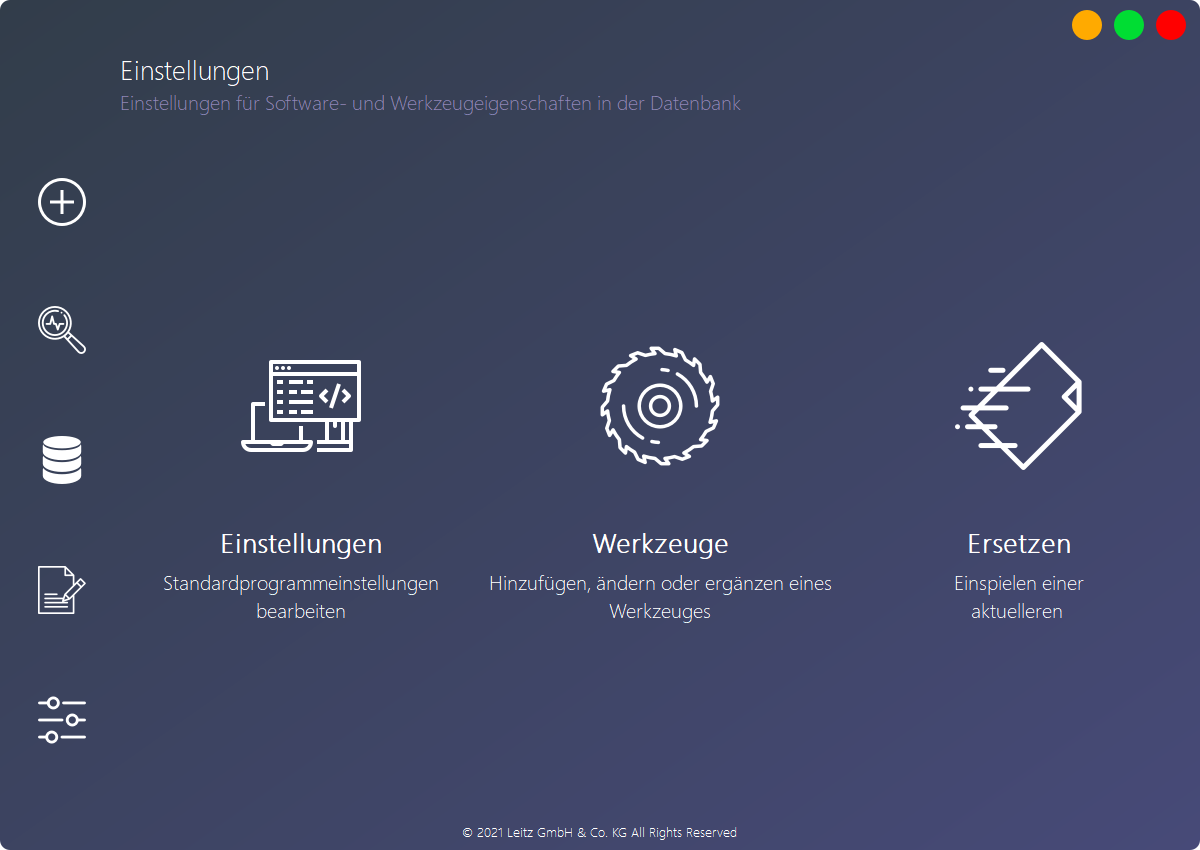 Einstellungen
Einstellungen für Software- und Werkzeugeigenschaften in der Datenbank
Einstellungen
Standardprogrammeinstellungen
bearbeiten
Werkzeuge
Hinzufügen, ändern oder ergänzen eines
Werkzeuges
Ersetzen
Einspielen einer
aktuelleren
© 2021 Leitz GmbH & Co. KG All Rights Reserved